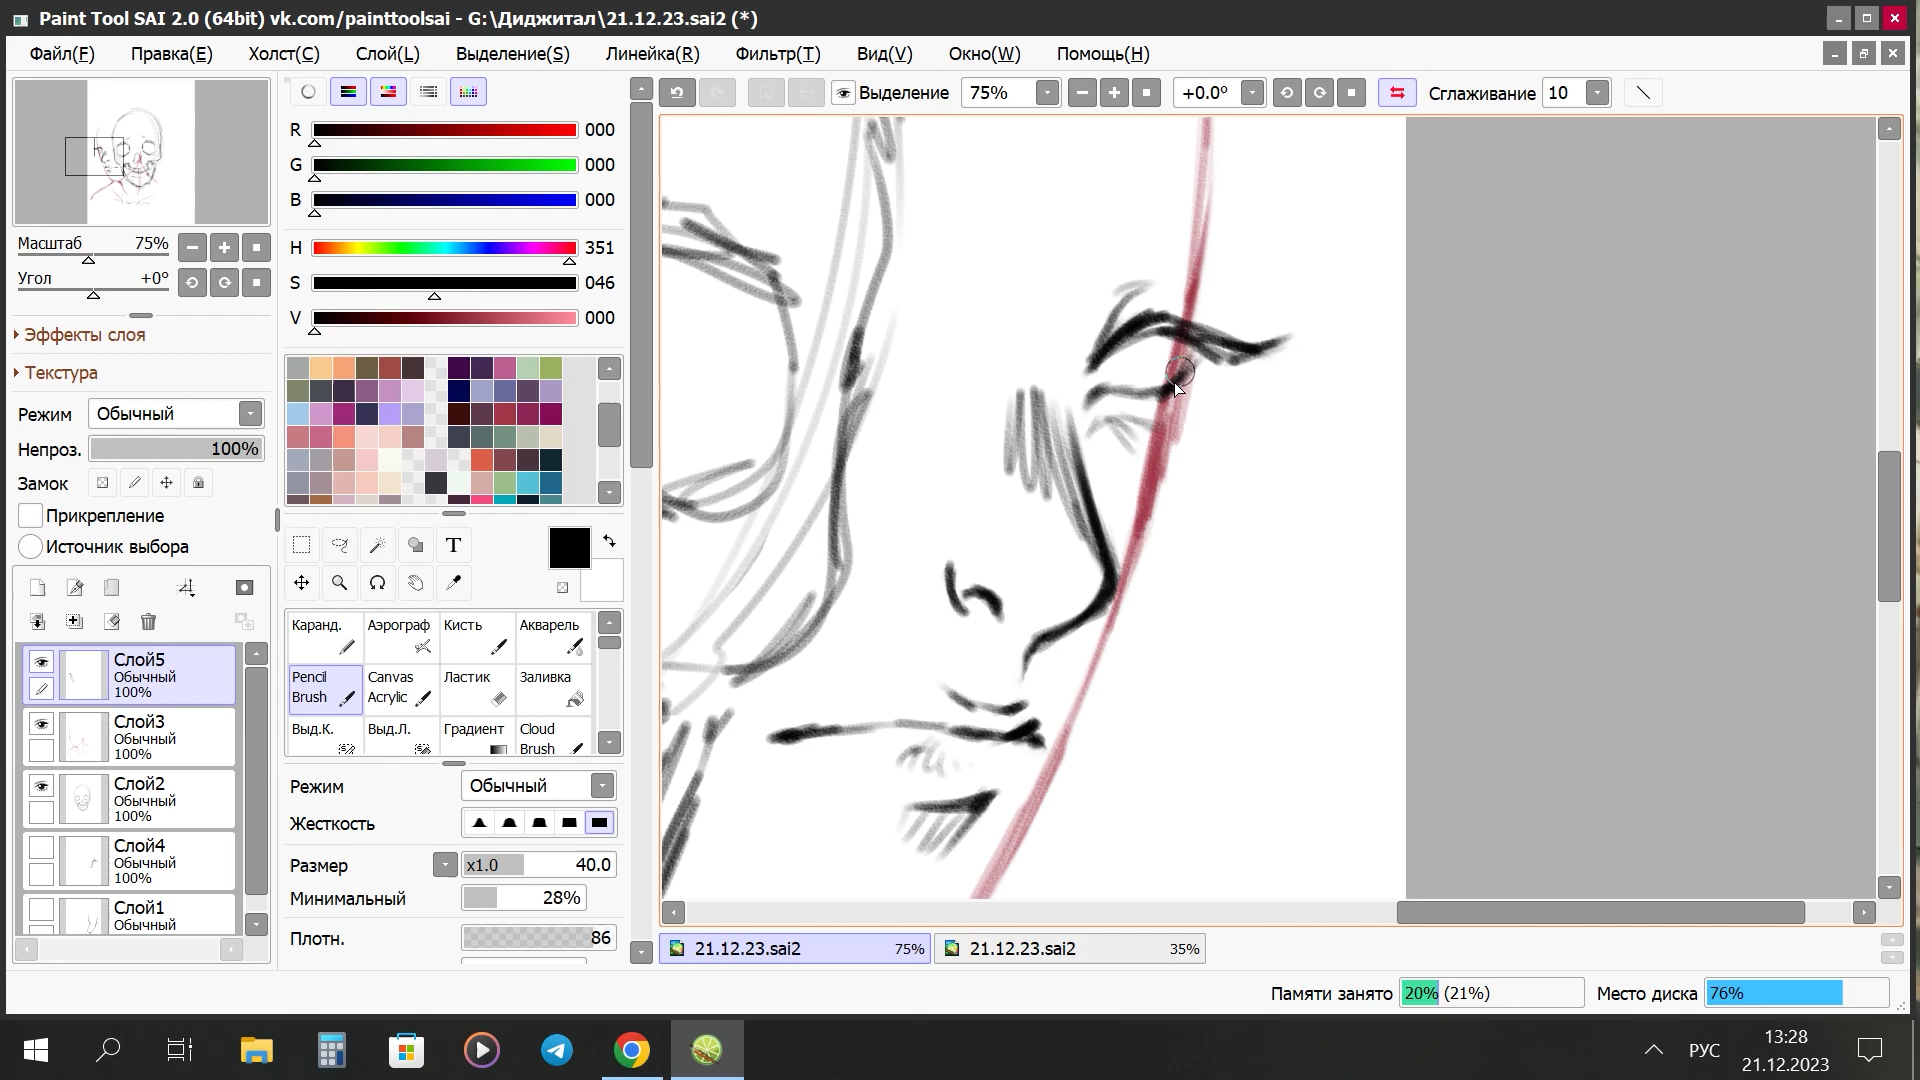 Paint Tool SAI 2.0 (64bit) vk.com/painttoolsai - G:\Диджитал\21.12.23.sai2 (*)
Файл(F) Правка(E) Холст(C) Слой(L) Выделение(S) Линейка(R) Фильтр(T) Вид(V) Окно(W) Помощь(H)
Выделение 75% +0.0º Сглаживание 10
R 000
G 000
B 000
H 351
S 046
V 000
Масштаб 75%
Угол +0º
Эффекты слоя
Текстура
Режим Обычный
Непроз. 100%
Замок
Прикрепление
Источник выбора
Слой5
Обычный
100%
Слой3
Обычный
100%
Слой2
Обычный
100%
Слой4
Обычный
100%
Слой1
Обычный
T
Каранд. Аэрограф Кисть Акварель
Pencil Brush Canvas Acrylic Ластик Заливка
Выд.К. Выд.Л. Градиент Cloud Brush
Режим Обычный
Жесткость
Размер x1.0 40.0
Минимальный 28%
Плотн. 86
21.12.23.sai2 75% 21.12.23.sai2 35%
Памяти занято 20% (21%) Место диска 76%
РУС
13:28
21.12.2023